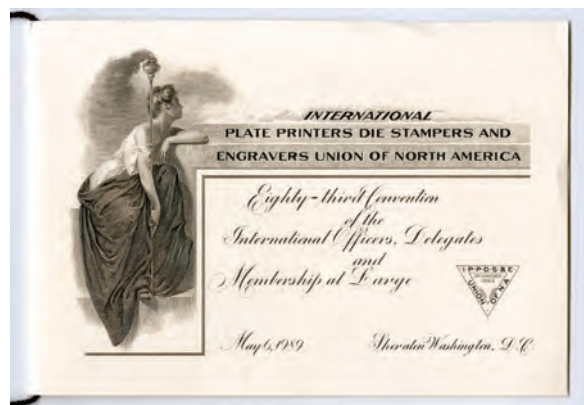 INTERNATIONAL
PLATE PRINTERS DIE STAMPERS AND
ENGRAVERS UNION OF NORTH AMERICA
Eighty-third Convention
of the
International Officers, Delegates
and
Membership at Large
I.P.P.D.S.&E.
UNION
OF N.A.
May 6, 1989
Sheraton Washington, D.C.